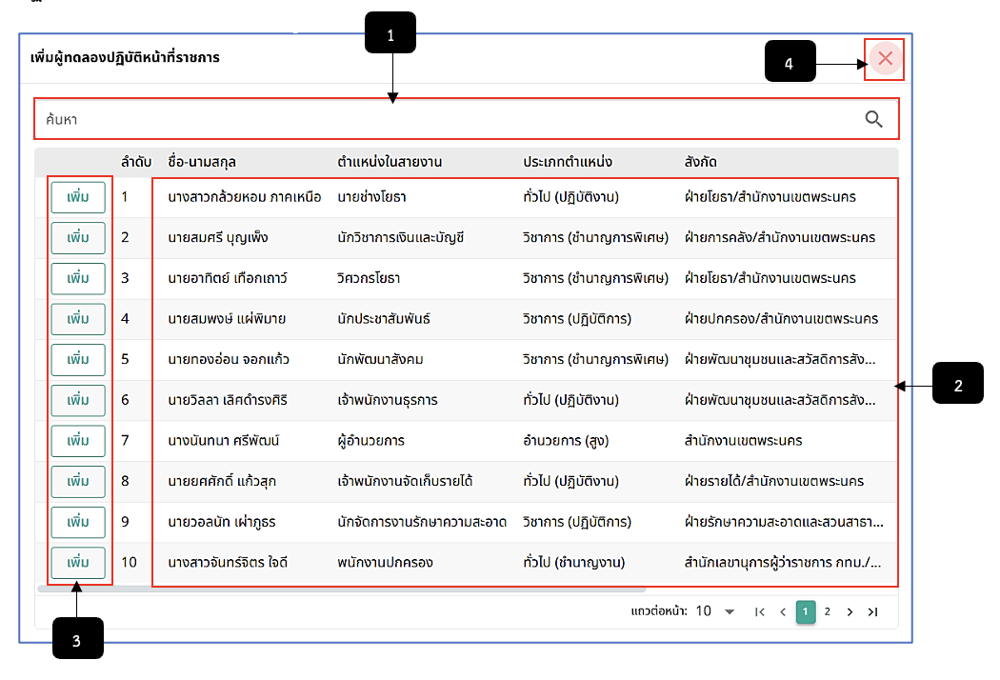 1
เพิ่มผู้ทดลองปฏิบัติหน้าที่ราชการ
4
ค้นหา
ลำดับ ชื่อ-นามสกุล ตำแหน่งในสายงาน ประเภทตำแหน่ง สังกัด
เพิ่ม 1 นางสาวกล้วยหอม ภาคเหนือ นายช่างโยธา ทั่วไป (ปฏิบัติงาน) ฝ่ายโยธา/สำนักงานเขตพระนคร
เพิ่ม 2 นายสมศรี บุญเพ็ง นักวิชาการเงินและบัญชี วิชาการ (ชำนาญการพิเศษ) ฝ่ายการคลัง/สำนักงานเขตพระนคร
เพิ่ม 3 นายอาทิตย์ เทือกเถาว์ วิศวกรโยธา วิชาการ (ชำนาญการพิเศษ) ฝ่ายโยธา/สำนักงานเขตพระนคร
เพิ่ม 4 นายสมพงษ์ แผ่พิมาย นักประชาสัมพันธ์ วิชาการ (ปฏิบัติการ) ฝ่ายปกครอง/สำนักงานเขตพระนคร
เพิ่ม 5 นายทองอ่อน จอกแก้ว นักพัฒนาสังคม วิชาการ (ชำนาญการพิเศษ) ฝ่ายพัฒนาชุมชนและสวัสดิการสัง...
2
เพิ่ม 6 นายวิลลา เลิศดำรงศิริ เจ้าพนักงานธุรการ ทั่วไป (ปฏิบัติงาน) ฝ่ายพัฒนาชุมชนและสวัสดิการสัง...
เพิ่ม 7 นางนันทนา ศรีพัฒน์ ผู้อำนวยการ อำนวยการ (สูง) สำนักงานเขตพระนคร
เพิ่ม 8 นายยศศักดิ์ แก้วสุก เจ้าพนักงานจัดเก็บรายได้ ทั่วไป (ปฏิบัติงาน) ฝ่ายรายได้/สำนักงานเขตพระนคร
เพิ่ม 9 นายวอลนัท เผ่าภูธร นักจัดการงานรักษาความสะอาด วิชาการ (ปฏิบัติการ) ฝ่ายรักษาความสะอาดและสวนสาธา...
เพิ่ม 10 นางสาวจันทร์จิตร ใจดี พนักงานปกครอง ทั่วไป (ชำนาญงาน) สำนักเลขานุการผู้ว่าราชการ กทม./...
แถวต่อหน้า: 10 1 2
3